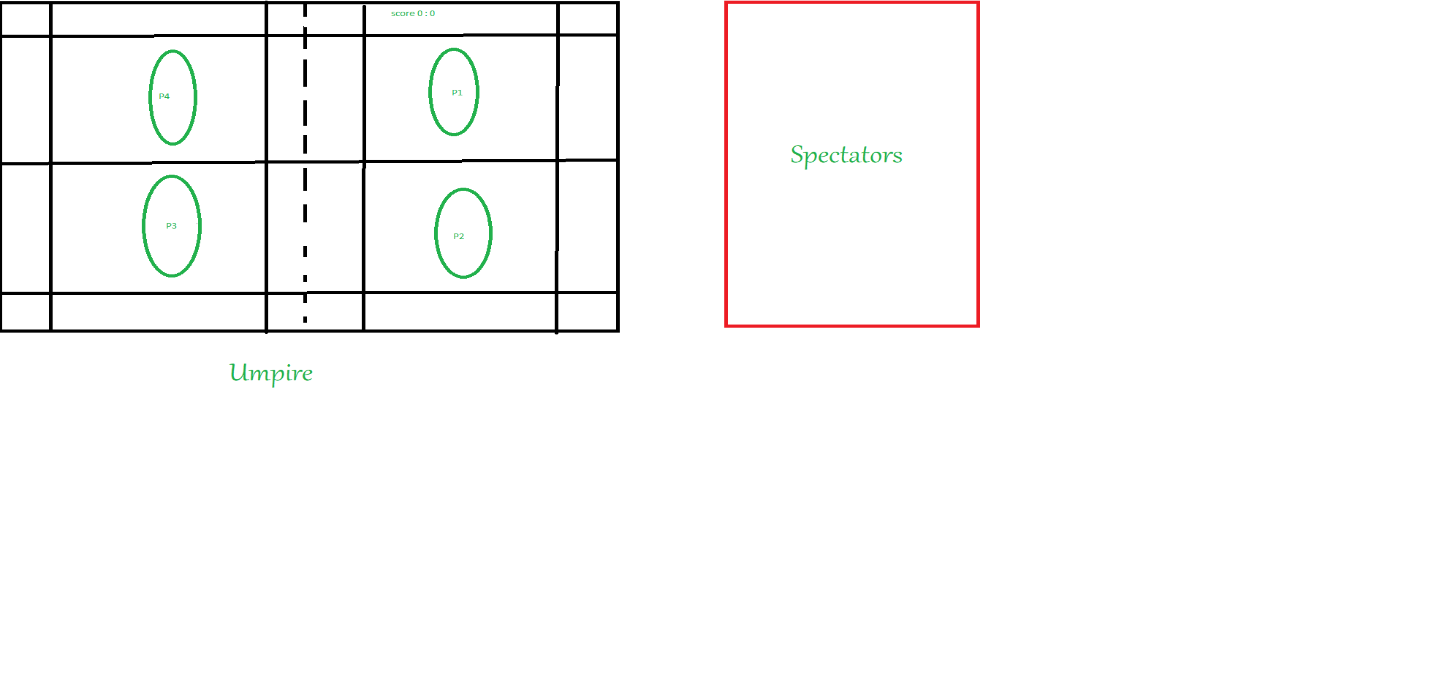 score 0 : 0
P4
P1
Spectators
P3
P2
Umpire